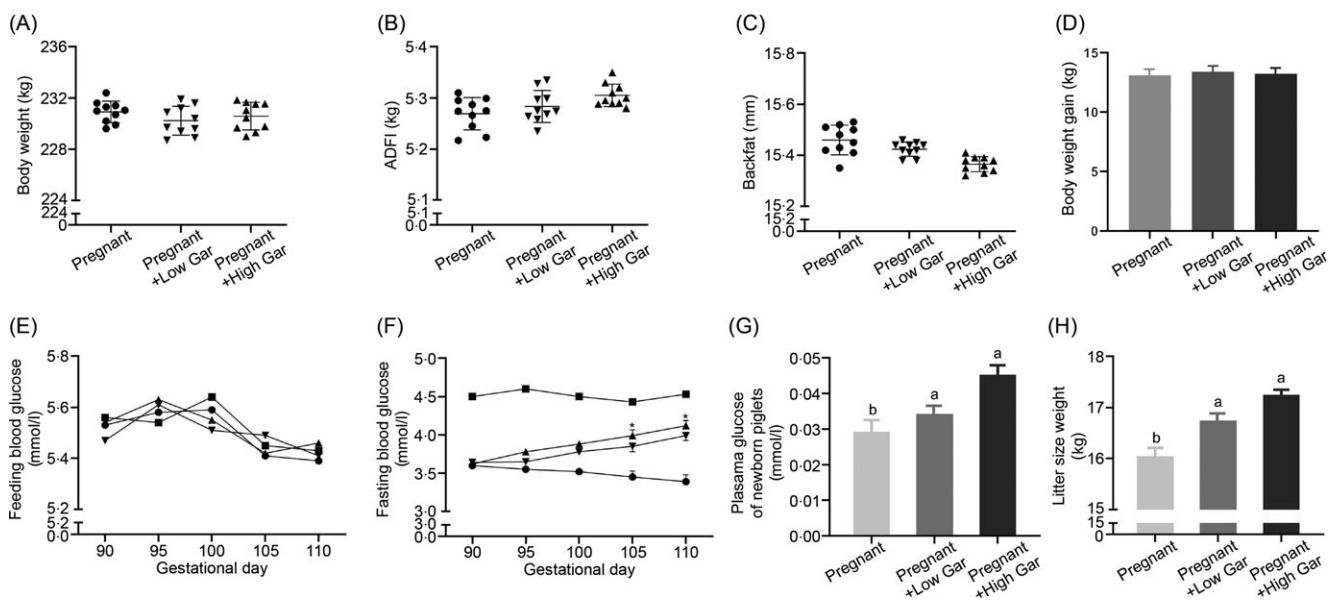 (A)
Body weight (kg)
236
232
228
224
224
0
Pregnant
Pregnant
+Low Gar
Pregnant
+High Gar
(B)
ADFI (kg)
5·4
5·3
5·2
5·1
5·1
0·0
Pregnant
Pregnant
+Low Gar
Pregnant
+High Gar
(C)
Backfat (mm)
15·8
15·6
15·4
15·2
15·2
0·0
Pregnant
Pregnant
+Low Gar
Pregnant
+High Gar
(D)
Body weight gain (kg)
15
10
5
0
Pregnant
Pregnant
+Low Gar
Pregnant
+High Gar
(E)
Feeding blood glucose
(mmol/l)
5·8
5·6
5·4
5·2
5·2
0·0
90 95 100 105 110
Gestational day
(F)
Fasting blood glucose
(mmol/l)
5·0
4·5
4·0
3·5
3·0
3·0
0·0
* *
90 95 100 105 110
Gestational day
(G)
Plasama glucose
of newborn piglets
(mmol/l)
0·05
0·04
0·03
0·02
0·01
0·00
b a a
Pregnant
Pregnant
+Low Gar
Pregnant
+High Gar
(H)
Litter size weight
(kg)
18
17
16
15
15
0
b a a
Pregnant
Pregnant
+Low Gar
Pregnant
+High Gar